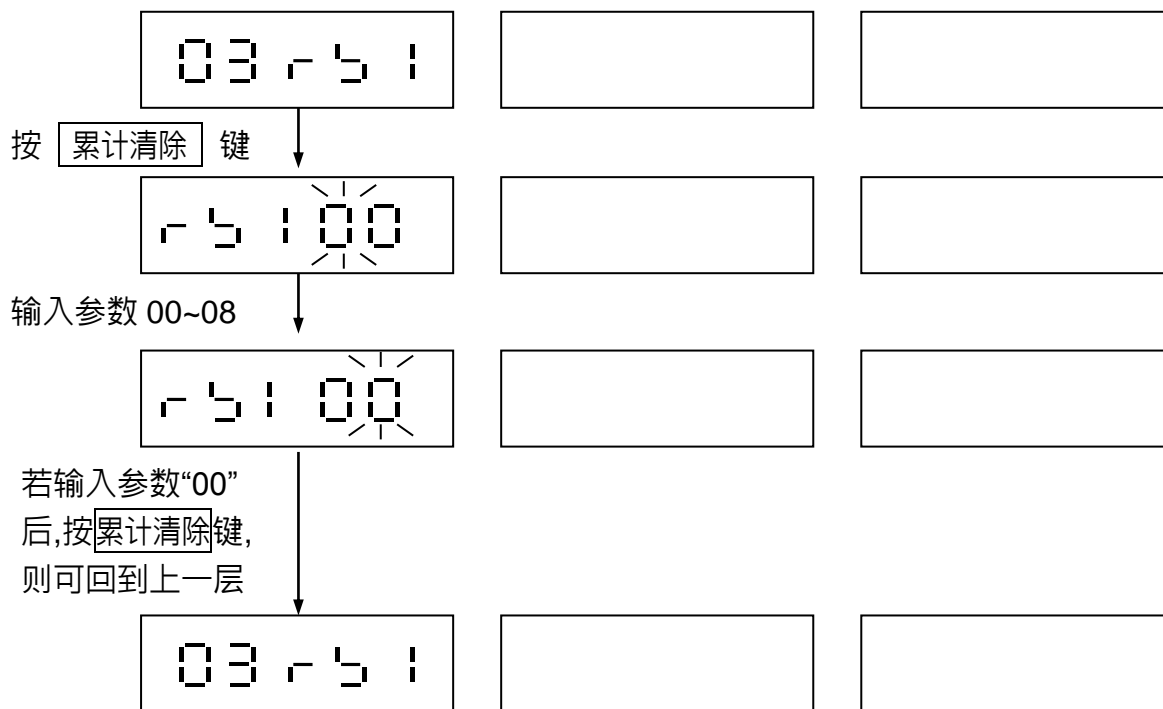 03 r S 1
按 累计清除 键
r S 1 00
输入参数 00~08
r S 1 00
若输入参数“00”
后,按累计清除键,
则可回到上一层
03 r S 1